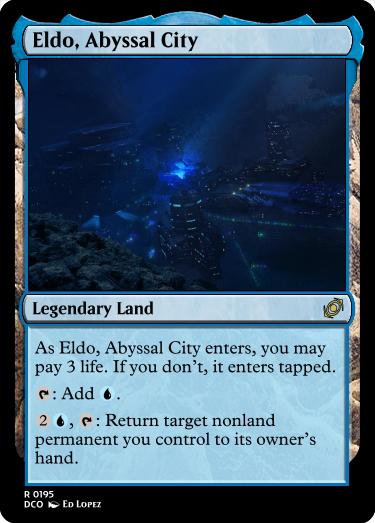 Eldo, Abyssal City
Legendary Land
As Eldo, Abyssal City enters, you may
pay 3 life. If you don't, it enters tapped.
: Add .
2 , : Return target nonland
permanent you control to its owner's
hand.
R 0195
DCO Ed Lopez